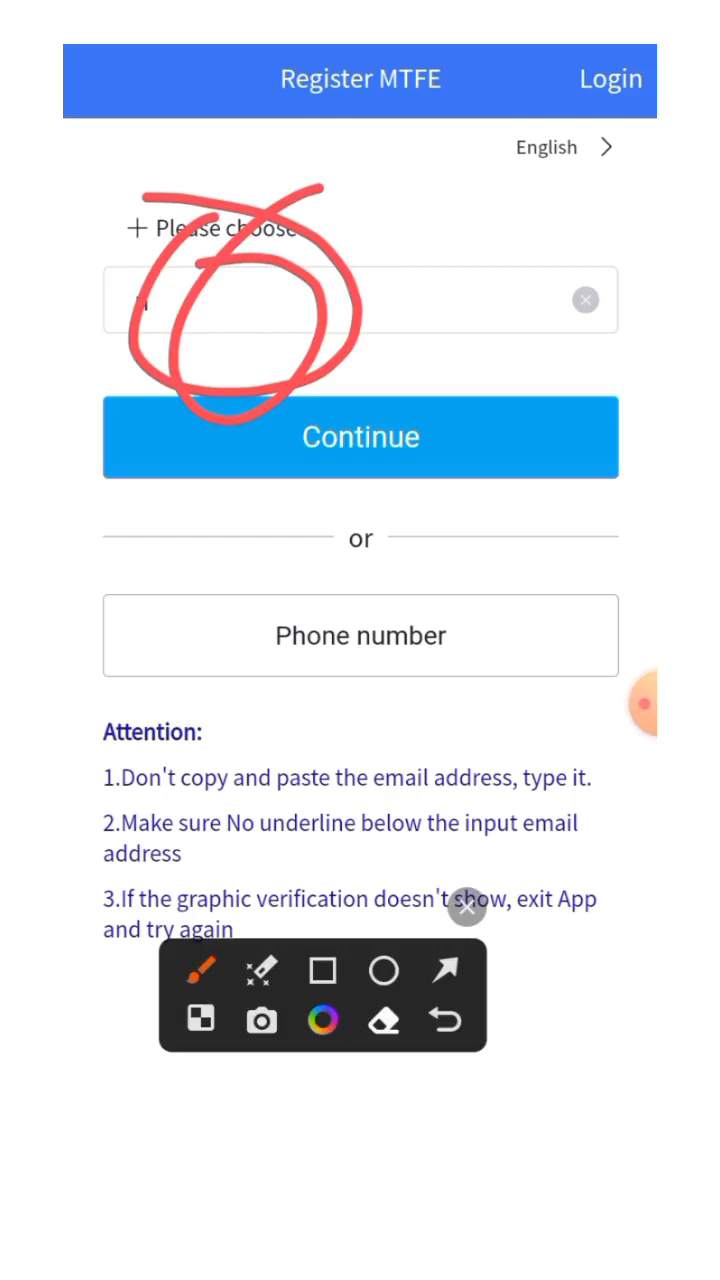 Register MTFE Login
English
+ Please choose
Continue
or
Phone number
Attention:
1.Don't copy and paste the email address, type it.
2.Make sure No underline below the input email
address
3.If the graphic verification doesn't show, exit App
and try again